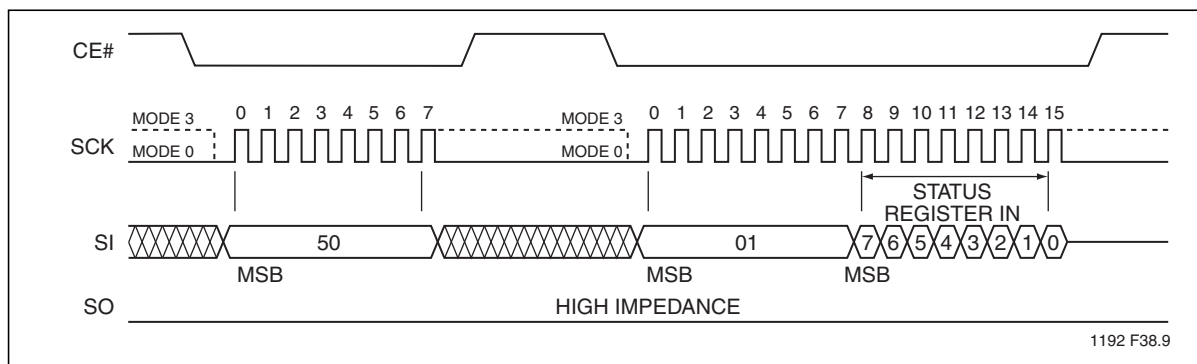 CE#
MODE 3 0 1 2 3 4 5 6 7 MODE 3 0 1 2 3 4 5 6 7 8 9 10 11 12 13 14 15
SCK
MODE 0 MODE 0
STATUS
REGISTER IN
SI 50 01 7 6 5 4 3 2 1 0
MSB MSB MSB
SO HIGH IMPEDANCE
1192 F38.9